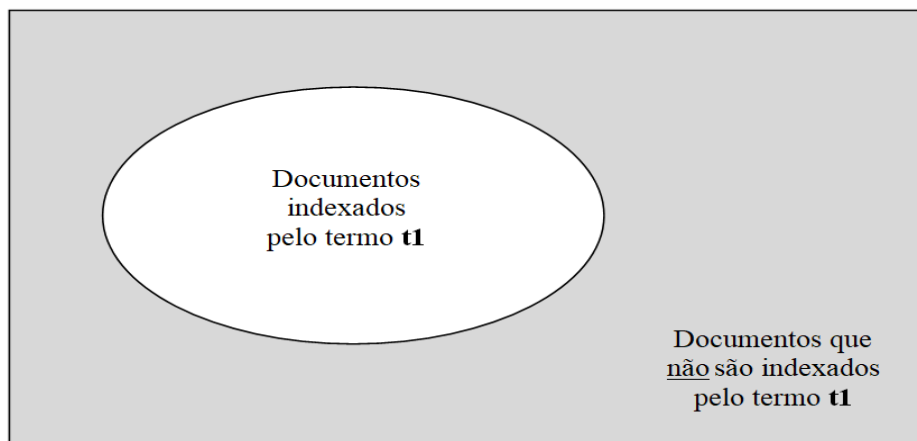 Documentos
indexados
pelo termo t1
Documentos que
não são indexados
pelo termo t1